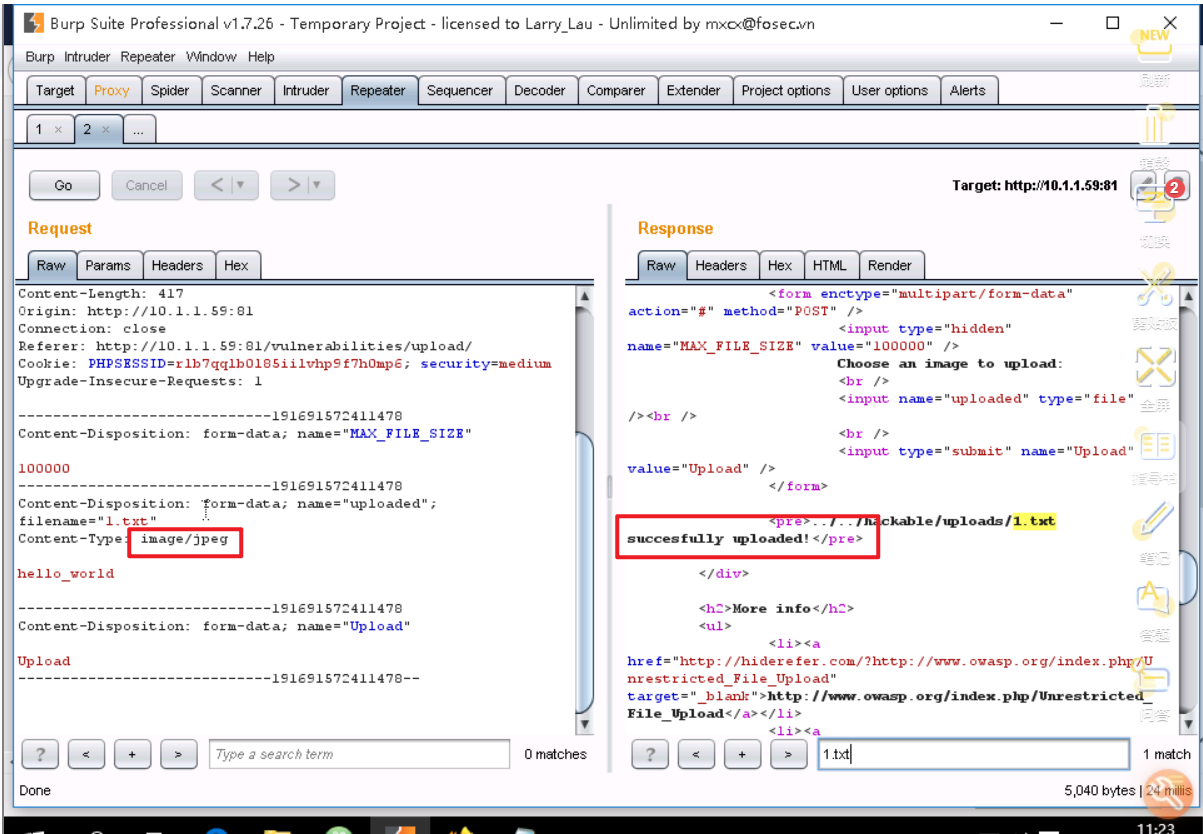 Burp Suite Professional v1.7.26 - Temporary Project - licensed to Larry_Lau - Unlimited by mxcx@fosec.vn
NEW
Burp Intruder Repeater Window Help
刷新
Target Proxy Spider Scanner Intruder Repeater Sequencer Decoder Comparer Extender Project options User options Alerts
1 × 2 × ...
Go Cancel < > Target: http://10.1.1.59:81 2
切换
Request
Raw Params Headers Hex
Content-Length: 417
Origin: http://10.1.1.59:81
Connection: close
Referer: http://10.1.1.59:81/vulnerabilities/upload/
Cookie: PHPSESSID=rlb7qqlb0l85iilvhp9f7h0mp6; security=medium
Upgrade-Insecure-Requests: 1
-----------------------------191691572411478
Content-Disposition: form-data; name="MAX_FILE_SIZE"
100000
-----------------------------191691572411478
Content-Disposition: form-data; name="uploaded";
filename="1.txt"
Content-Type: image/jpeg
hello_world
-----------------------------191691572411478
Content-Disposition: form-data; name="Upload"
Upload
-----------------------------191691572411478--
? < + > Type a search term 0 matches
Response
Raw Headers Hex HTML Render
<form enctype="multipart/form-data"
action="#" method="POST" />
<input type="hidden"
name="MAX_FILE_SIZE" value="100000" />
Choose an image to upload:
<br />
<input name="uploaded" type="file"
/><br />
<br />
<input type="submit" name="Upload"
value="Upload" />
</form>
<pre>../../hackable/uploads/1.txt
succesfully uploaded!</pre>
</div>
<h2>More info</h2>
<ul>
<li><a
href="http://hiderefer.com/?http://www.owasp.org/index.php/U
nrestricted_File_Upload"
target="_blank">http://www.owasp.org/index.php/Unrestricted_
File_Upload</a></li>
<li><a
? < + > 1.txt 1 match
全屏
笔记
答题
问答
Done
5,040 bytes | 24 millis
11:23